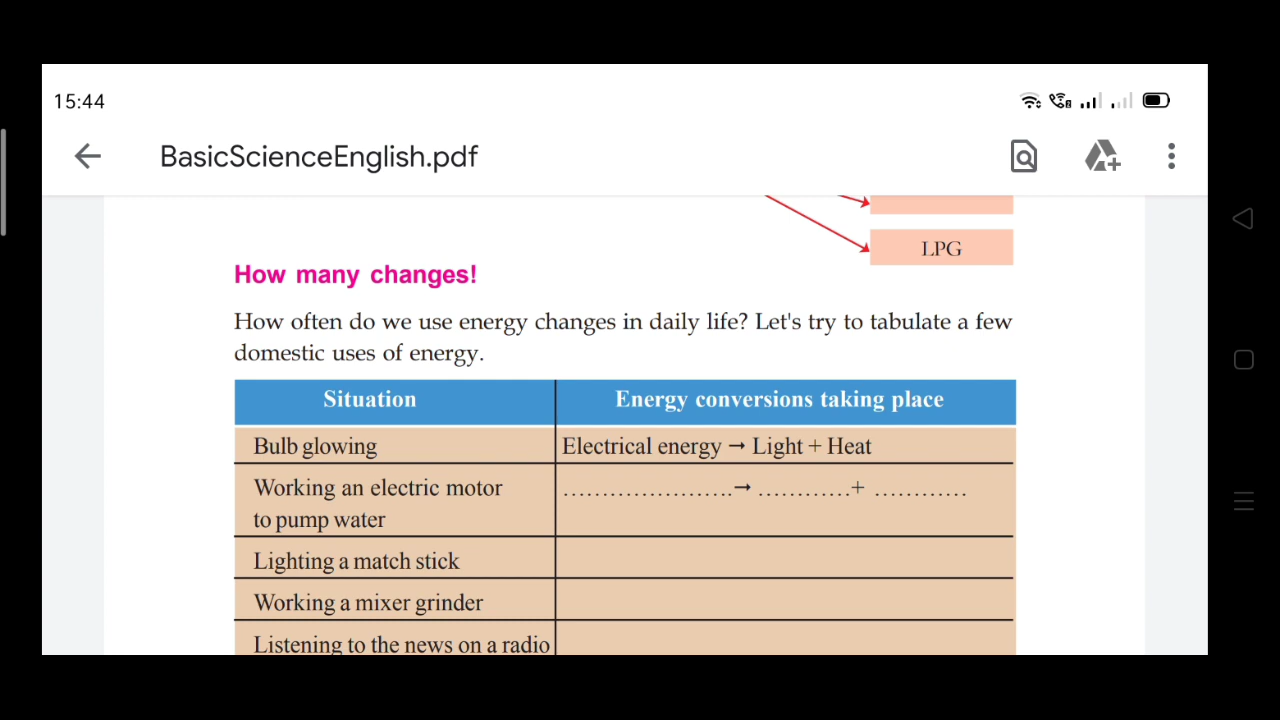 15:44
BasicScienceEnglish.pdf
LPG
How many changes!
How often do we use energy changes in daily life? Let's try to tabulate a few
domestic uses of energy.
Situation
Energy conversions taking place
Bulb glowing
Electrical energy → Light + Heat
Working an electric motor
to pump water
......................→ ............+ ............
Lighting a match stick
Working a mixer grinder
Listening to the news on a radio